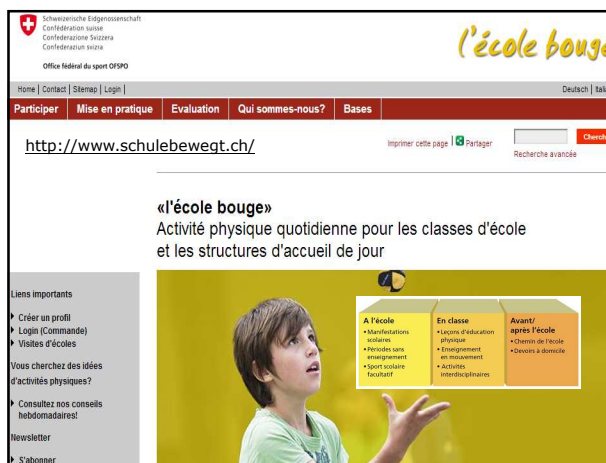 Schweizerische Eidgenossenschaft
Confédération suisse
Confederazione Svizzera
Confederaziun svizra
Office fédéral du sport OFSPO
l'école bouge
Home | Contact | Sitemap | Login |
Deutsch | Itali
Participer Mise en pratique Evaluation Qui sommes-nous? Bases
http://www.schulebewegt.ch/
Imprimer cette page | Partager
Cherch
Recherche avancée
«l'école bouge»
Activité physique quotidienne pour les classes d'école
et les structures d'accueil de jour
Liens importants
Créer un profil
Login (Commande)
Visites d'écoles
Vous cherchez des idées
d'activités physiques?
Consultez nos conseils
hebdomadaires!
Newsletter
S'abonner
A l'école
• Manifestations
scolaires
• Périodes sans
enseignement
• Sport scolaire
facultatif
En classe
• Leçons d'éducation
physique
• Enseignement
en mouvement
• Activités
interdisciplinaires
Avant/
après l'école
• Chemin de l'école
• Devoirs à domicile